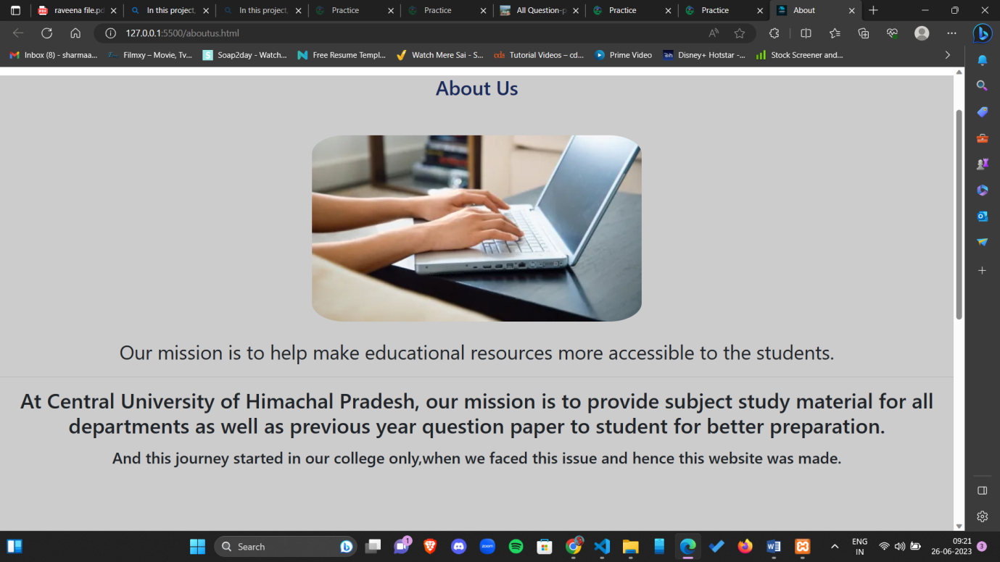 raveena file.pd
In this project,
In this project,
Practice
Practice
All Question-p
Practice
Practice
About
127.0.0.1:5500/aboutus.html
Inbox (8) - sharmaa...
Filmxy – Movie, Tv...
Soap2day - Watch...
Free Resume Templ...
Watch Mere Sai - S...
cds Tutorial Videos – cd...
Prime Video
Disney+ Hotstar -...
Stock Screener and...
About Us
Our mission is to help make educational resources more accessible to the students.
At Central University of Himachal Pradesh, our mission is to provide subject study material for all
departments as well as previous year question paper to student for better preparation.
And this journey started in our college only,when we faced this issue and hence this website was made.
Search
1
zoom
ENG
IN
09:21
26-06-2023
3